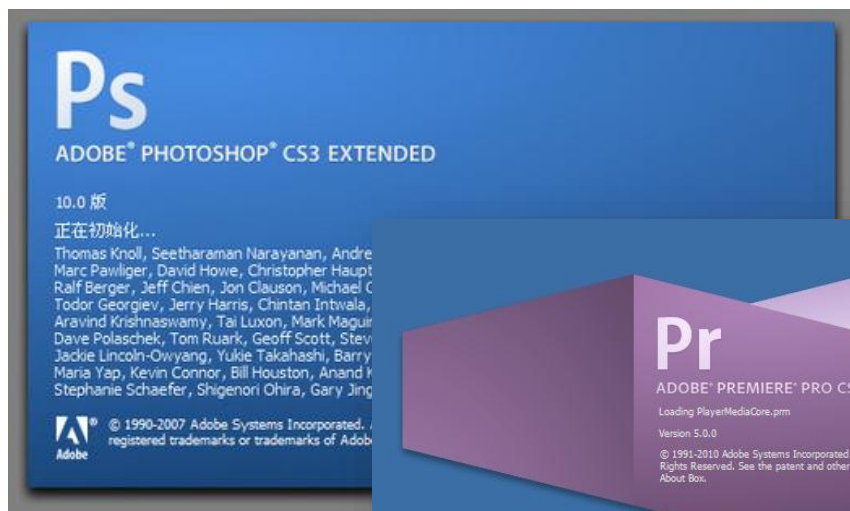 Ps
ADOBE® PHOTOSHOP® CS3 EXTENDED
10.0 版
正在初始化...
Thomas Knoll, Seetharaman Narayanan, Andre
Marc Pawliger, David Howe, Christopher Haupt
Ralf Berger, Jeff Chien, Jon Clauson, Michael
Todor Georgiev, Jerry Harris, Chintan Intwala,
Aravind Krishnaswamy, Tai Luxon, Mark Maguir
Dave Polaschek, Tom Ruark, Geoff Scott, Stev
Jackie Lincoln-Owyang, Yukie Takahashi, Barry
Maria Yap, Kevin Connor, Bill Houston, Anand
Stephanie Schaefer, Shigenori Ohira, Gary Jing
Adobe
© 1990-2007 Adobe Systems Incorporated.
registered trademarks or trademarks of Adob
Pr
ADOBE® PREMIERE® PRO CS
Loading PlayerMediaCore.prm
Version 5.0.0
© 1991-2010 Adobe Systems Incorporated
Rights Reserved. See the patent and other
About Box.